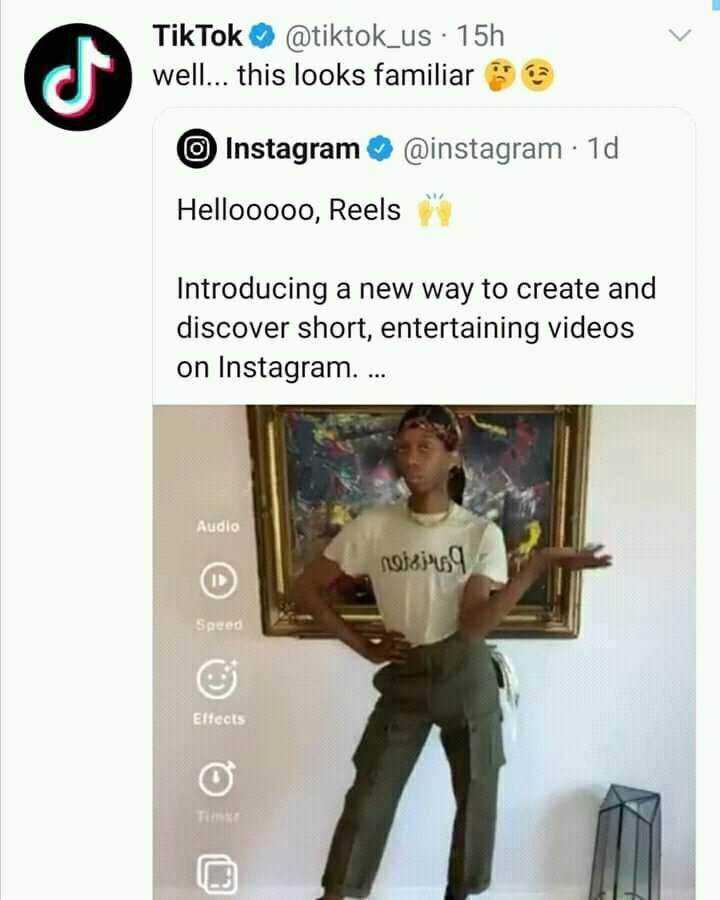 TikTok @tiktok_us · 15h
well... this looks familiar 🤔😉
Instagram @instagram · 1d
Hellooooo, Reels 🙌
Introducing a new way to create and
discover short, entertaining videos
on Instagram. ...
Audio
Parisien
Speed
Effects
Timer